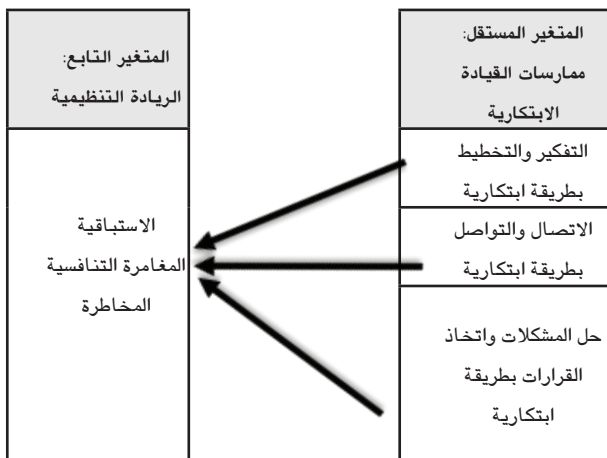 المتغير المستقل:
ممارسات القيادة
الابتكارية
التفكير والتخطيط
بطريقة ابتكارية
الاتصال والتواصل
بطريقة ابتكارية
حل المشكلات واتخاذ
القرارات بطريقة
ابتكارية
المتغير التابع:
الريادة التنظيمية
الاستباقية
المغامرة التنافسية
المخاطرة